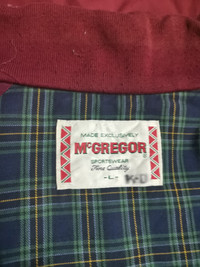 MADE EXCLUSIVELY
McGREGOR
SPORTSWEAR
Fine Quality
- L -